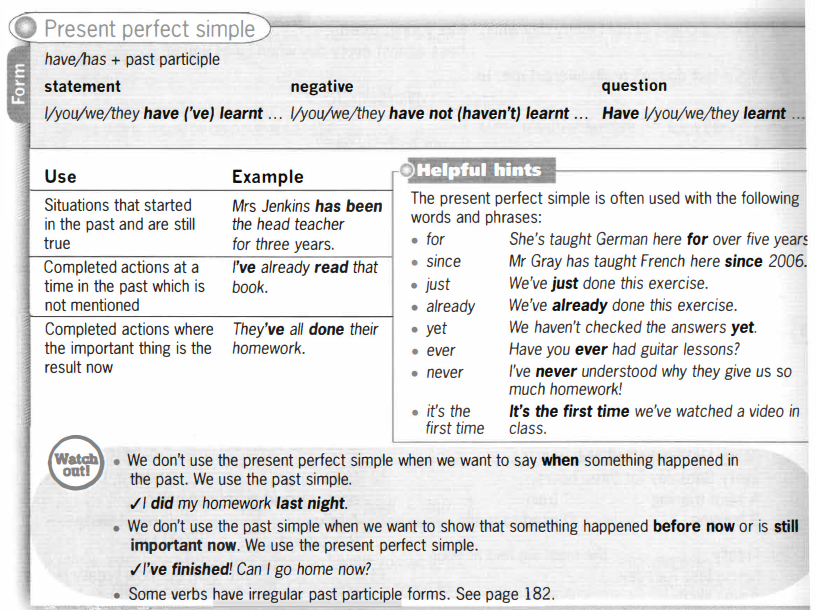 Present perfect simple
Form
have/has + past participle
statement negative question
I/you/we/they have ('ve) learnt ... I/you/we/they have not (haven't) learnt ... Have I/you/we/they learnt ...
Use Example
Situations that started Mrs Jenkins has been
in the past and are still the head teacher
true for three years.
Completed actions at a I've already read that
time in the past which is book.
not mentioned
Completed actions where They've all done their
the important thing is the homework.
result now
Helpful hints
The present perfect simple is often used with the following
words and phrases:
• for She's taught German here for over five years
• since Mr Gray has taught French here since 2006.
• just We've just done this exercise.
• already We've already done this exercise.
• yet We haven't checked the answers yet.
• ever Have you ever had guitar lessons?
• never I've never understood why they give us so
much homework!
• it's the It's the first time we've watched a video in
first time class.
Watch
out!
• We don't use the present perfect simple when we want to say when something happened in
the past. We use the past simple.
✓I did my homework last night.
• We don't use the past simple when we want to show that something happened before now or is still
important now. We use the present perfect simple.
✓I've finished! Can I go home now?
• Some verbs have irregular past participle forms. See page 182.